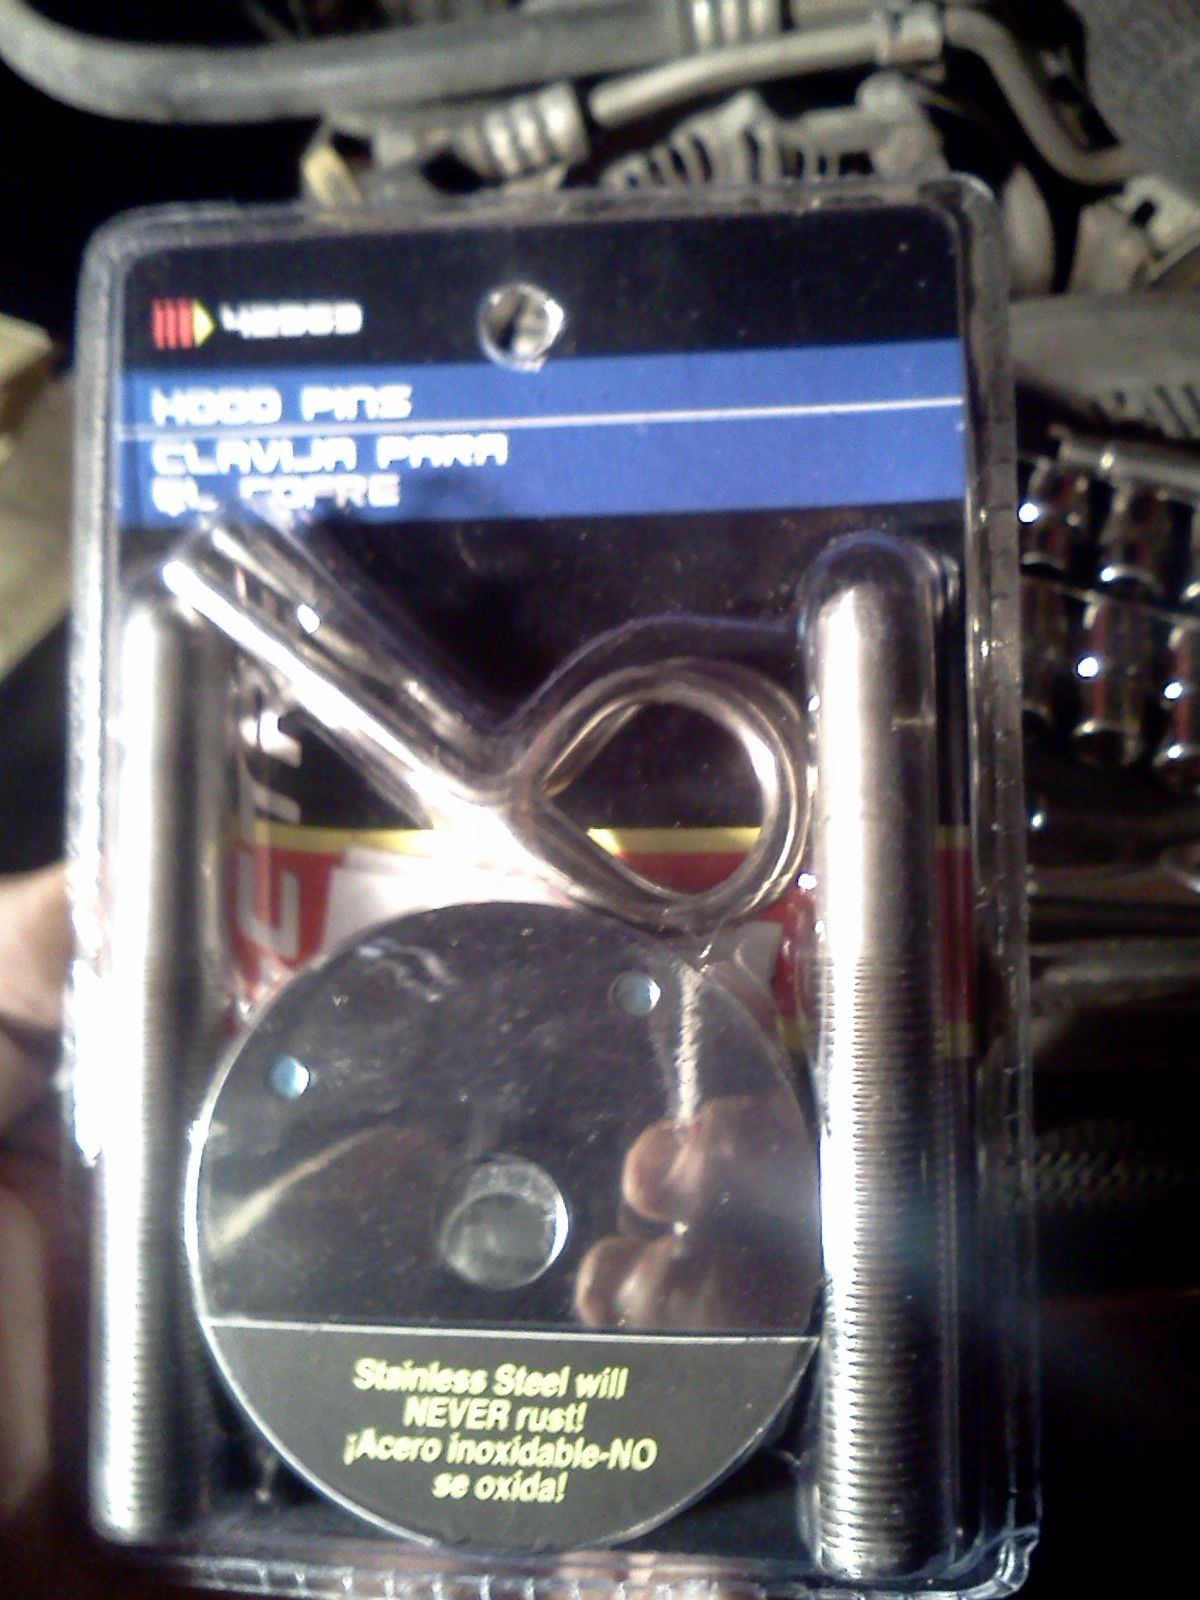 HOOD PINS
CLAVIJA PARA
EL COFRE
Stainless Steel will
NEVER rust!
¡Acero inoxidable-NO
se oxida!